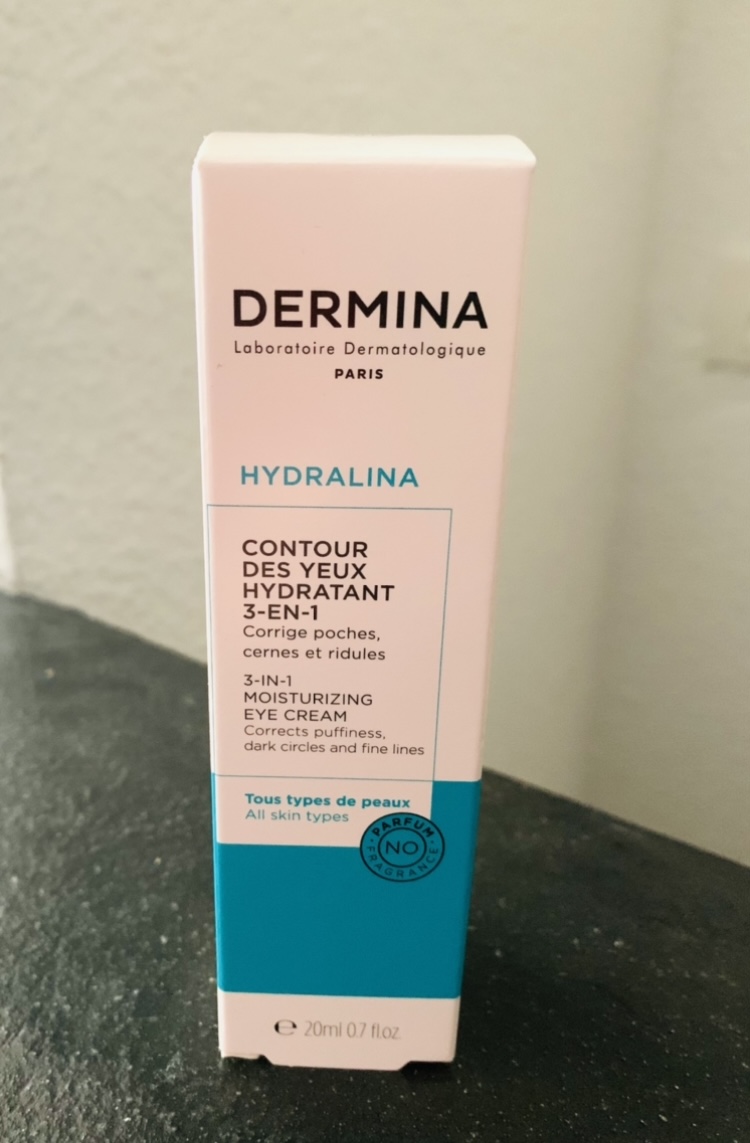 DERMINA
Laboratoire Dermatologique
PARIS
HYDRALINA
CONTOUR
DES YEUX
HYDRATANT
3-EN-1
Corrige poches,
cernes et ridules
3-IN-1
MOISTURIZING
EYE CREAM
Corrects puffiness,
dark circles and fine lines
Tous types de peaux
All skin types
PARFUM
NO
FRAGRANCE
℮ 20ml 0.7 fl.oz.